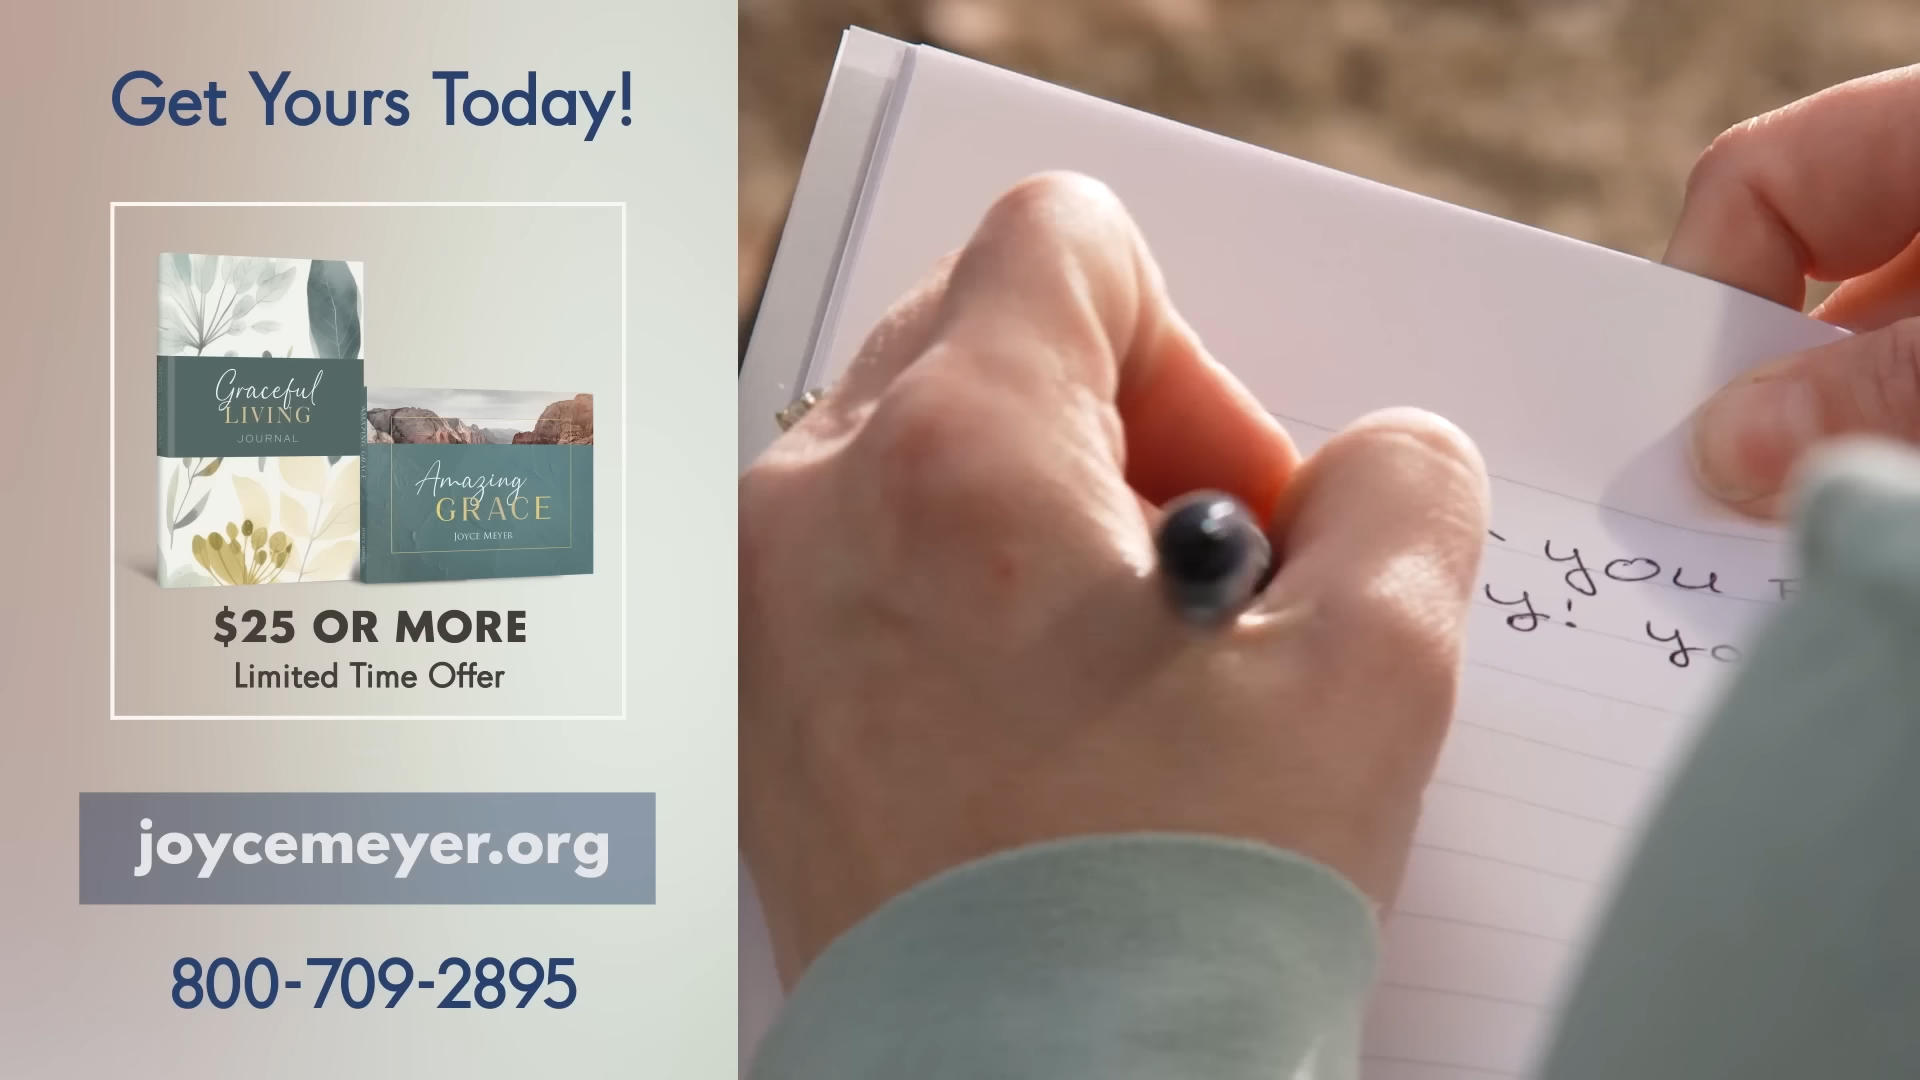 Get Yours Today!
Graceful
LIVING
JOURNAL
Amazing
GRACE
JOYCE MEYER
$25 OR MORE
Limited Time Offer
joycemeyer.org
800-709-2895
- you
y! yo